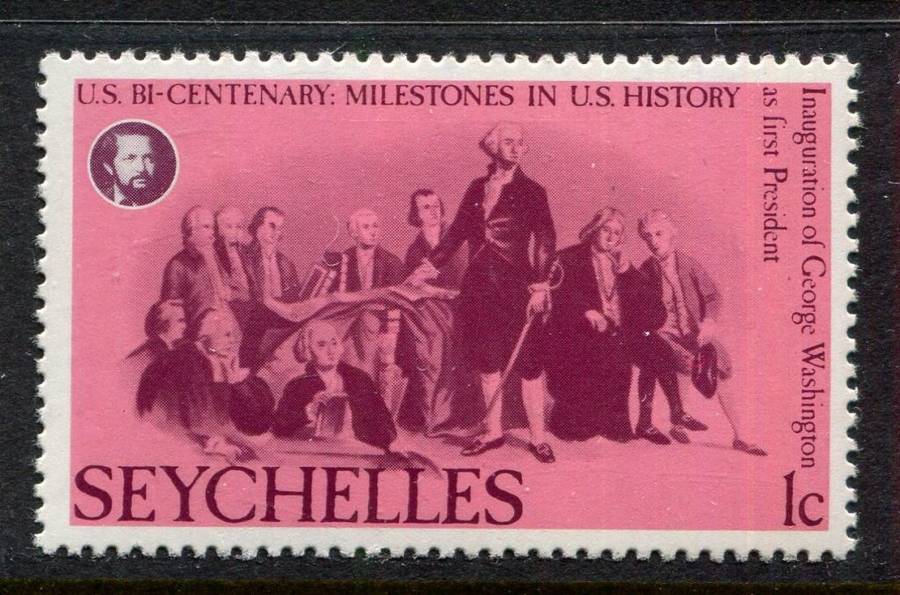 U.S. BI-CENTENARY: MILESTONES IN U.S. HISTORY
Inauguration of George Washington
as first President
SEYCHELLES
1c